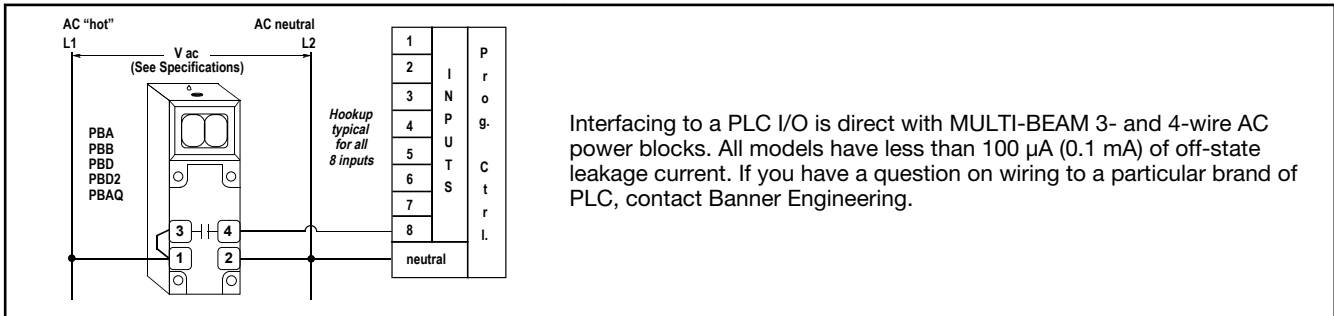 AC “hot”
L1
AC neutral
L2
V ac
(See Specifications)
PBA
PBB
PBD
PBD2
PBAQ
3
4
1
2
Hookup
typical
for all
8 inputs
1
2
3
4
5
6
7
8
neutral
INPUTS
Prog. Ctrl.
Interfacing to a PLC I/O is direct with MULTI-BEAM 3- and 4-wire AC
power blocks. All models have less than 100 µA (0.1 mA) of off-state
leakage current. If you have a question on wiring to a particular brand of
PLC, contact Banner Engineering.